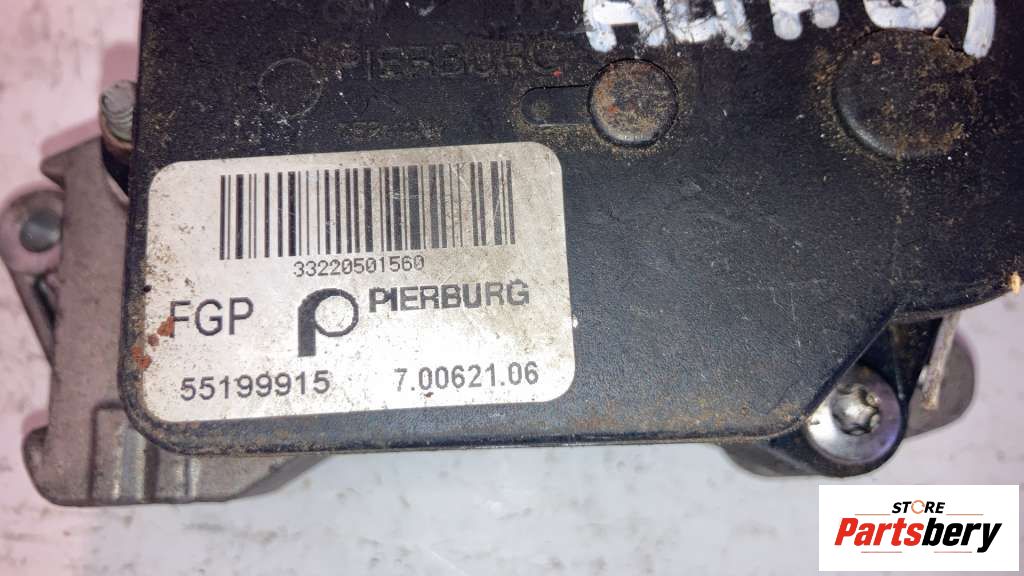 PIERBURG
33220501560
FGP PIERBURG
55199915 7.00621.06
STORE
Partsbery